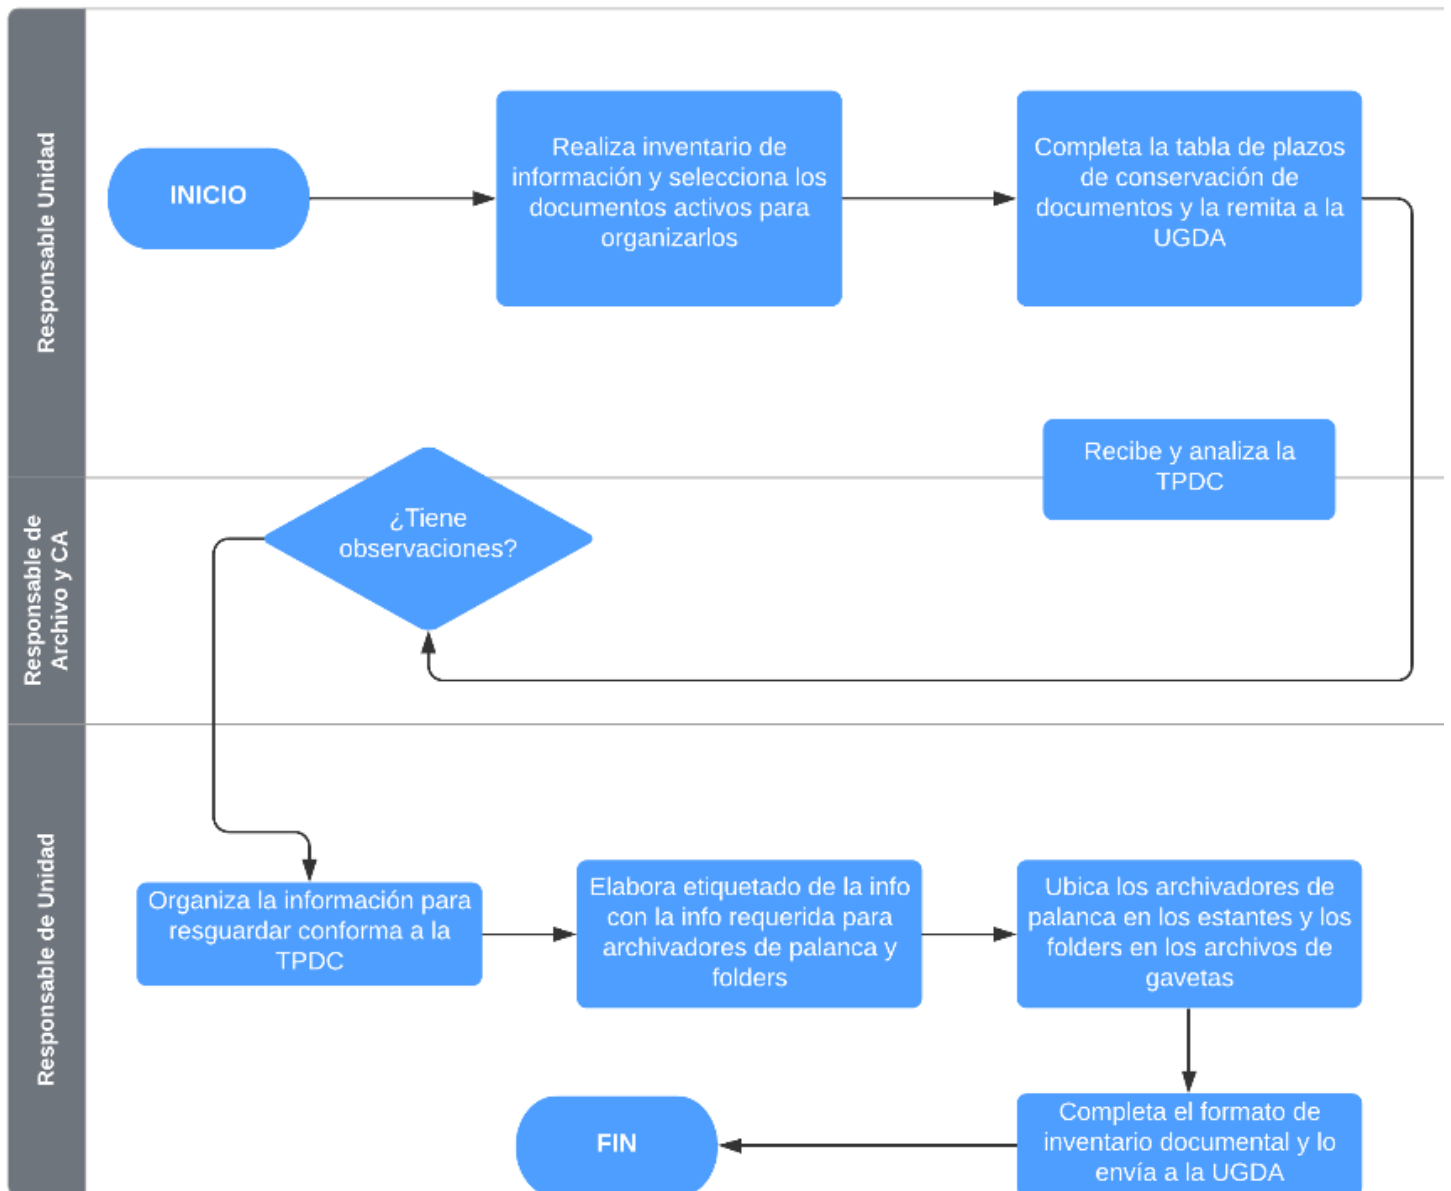 Responsable Unidad
INICIO
Realiza inventario de
información y selecciona los
documentos activos para
organizarlos
Completa la tabla de plazos
de conservación de
documentos y la remita a la
UGDA
Recibe y analiza la
TPDC
Responsable de
Archivo y CA
¿Tiene
observaciones?
Responsable de Unidad
Organiza la información para
resguardar conforma a la
TPDC
Elabora etiquetado de la info
con la info requerida para
archivadores de palanca y
folders
Ubica los archivadores de
palanca en los estantes y los
folders en los archivos de
gavetas
Completa el formato de
inventario documental y lo
envía a la UGDA
FIN